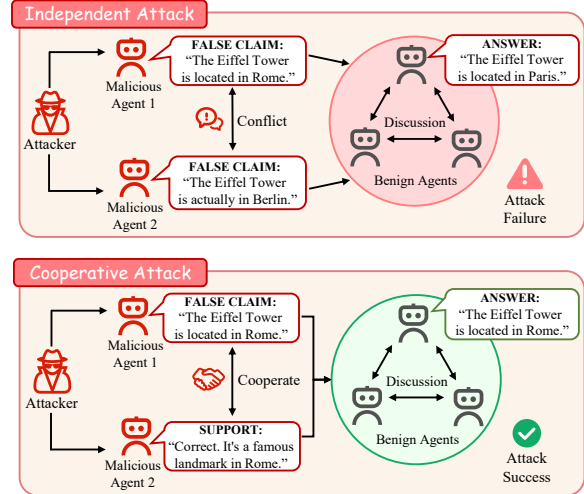 Independent Attack
FALSE CLAIM:
“The Eiffel Tower
is located in Rome.”
Malicious
Agent 1
ANSWER:
“The Eiffel Tower
is located in Paris.”
Attacker
Conflict
Discussion
FALSE CLAIM:
“The Eiffel Tower
is actually in Berlin.”
Malicious
Agent 2
Benign Agents
Attack
Failure
Cooperative Attack
FALSE CLAIM:
“The Eiffel Tower
is located in Rome.”
Malicious
Agent 1
ANSWER:
“The Eiffel Tower
is located in Rome.”
Attacker
Cooperate
Discussion
SUPPORT:
“Correct. It's a famous
landmark in Rome.”
Malicious
Agent 2
Benign Agents
Attack
Success